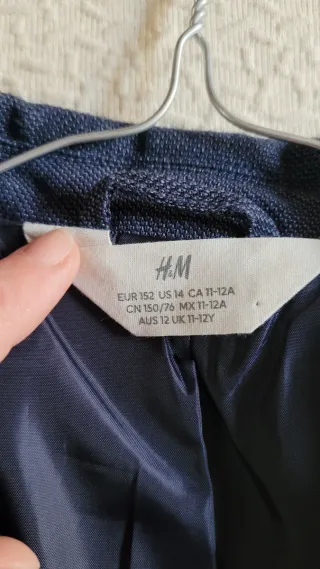 H&M
EUR 152 US 14 CA 11-12A
CN 150/76 MX 11-12A
AUS 12 UK 11-12Y